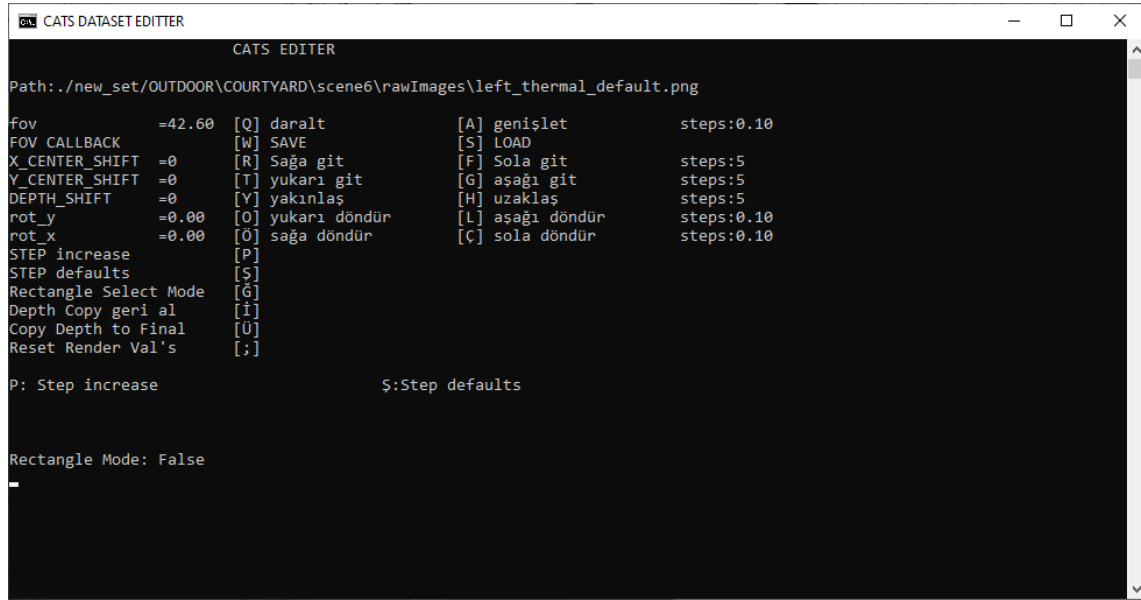 CATS DATASET EDITTER
CATS EDITER
Path:./new_set/OUTDOOR\COURTYARD\scene6\rawImages\left_thermal_default.png
fov =42.60 [Q] daralt [A] genişlet steps:0.10
FOV CALLBACK [W] SAVE [S] LOAD
X_CENTER_SHIFT =0 [R] Sağa git [F] Sola git steps:5
Y_CENTER_SHIFT =0 [T] yukarı git [G] aşağı git steps:5
DEPTH_SHIFT =0 [Y] yakınlaş [H] uzaklaş steps:5
rot_y =0.00 [O] yukarı döndür [L] aşağı döndür steps:0.10
rot_x =0.00 [Ö] sağa döndür [Ç] sola döndür steps:0.10
STEP increase [P]
STEP defaults [Ş]
Rectangle Select Mode [Ğ]
Depth Copy geri al [İ]
Copy Depth to Final [Ü]
Reset Render Val's [;]
P: Step increase Ş:Step defaults
Rectangle Mode: False